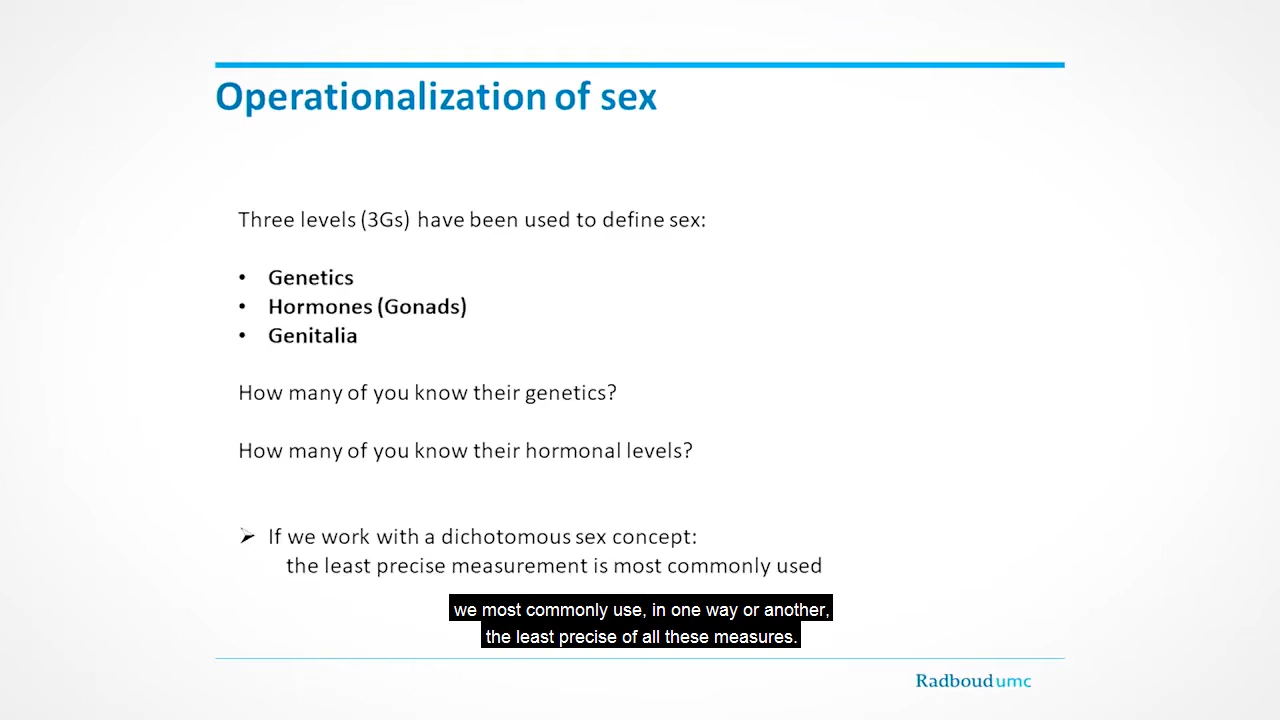 Operationalization of sex
Three levels (3Gs) have been used to define sex:
• Genetics
• Hormones (Gonads)
• Genitalia
How many of you know their genetics?
How many of you know their hormonal levels?
➢ If we work with a dichotomous sex concept:
the least precise measurement is most commonly used
we most commonly use, in one way or another,
the least precise of all these measures.
Radboudumc